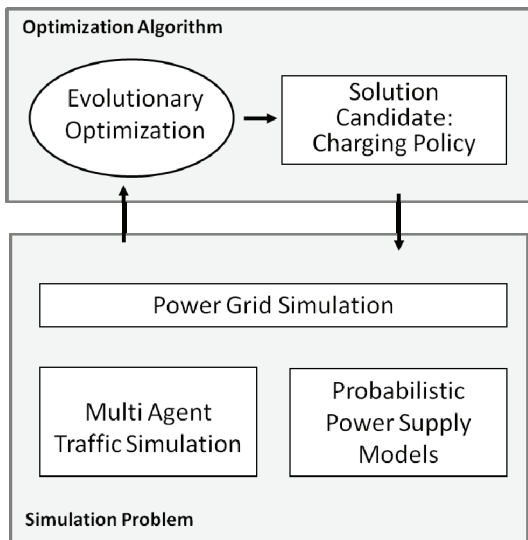 Optimization Algorithm
Evolutionary
Optimization
Solution
Candidate:
Charging Policy
Power Grid Simulation
Multi Agent
Traffic Simulation
Probabilistic
Power Supply
Models
Simulation Problem